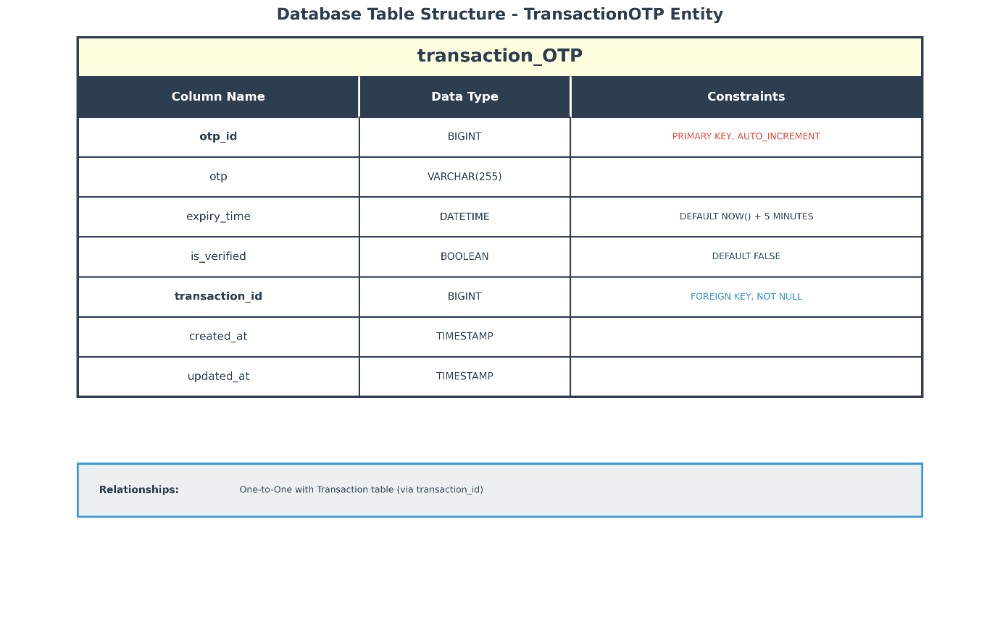 Database Table Structure - TransactionOTP Entity
transaction_OTP
Column Name Data Type Constraints
otp_id BIGINT PRIMARY KEY, AUTO_INCREMENT
otp VARCHAR(255)
expiry_time DATETIME DEFAULT NOW() + 5 MINUTES
is_verified BOOLEAN DEFAULT FALSE
transaction_id BIGINT FOREIGN KEY, NOT NULL
created_at TIMESTAMP
updated_at TIMESTAMP
Relationships: One-to-One with Transaction table (via transaction_id)